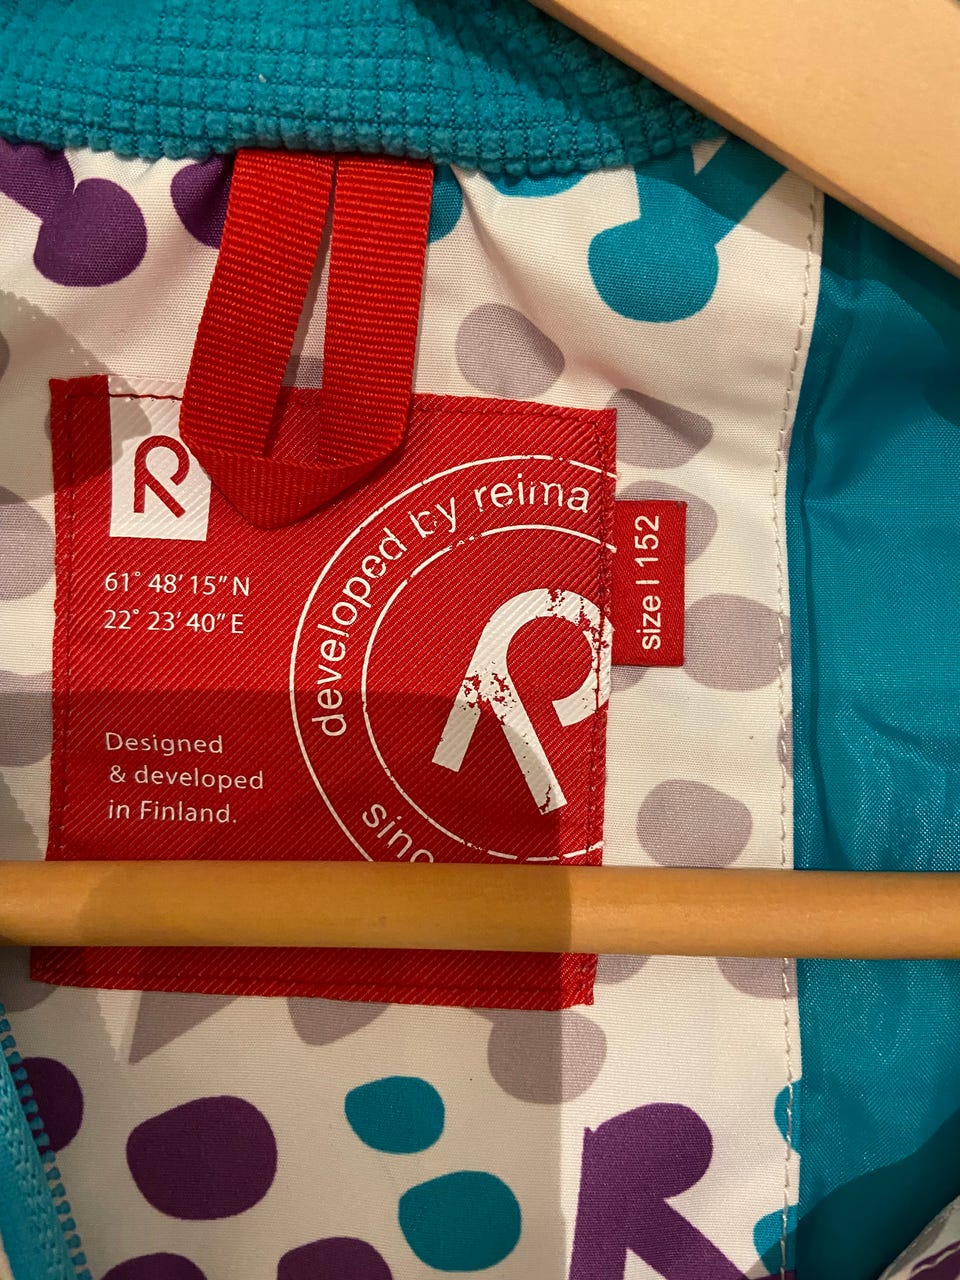 61° 48′ 15″ N
22° 23′ 40″ E
developed by reima
size | 152
Designed
& developed
in Finland.